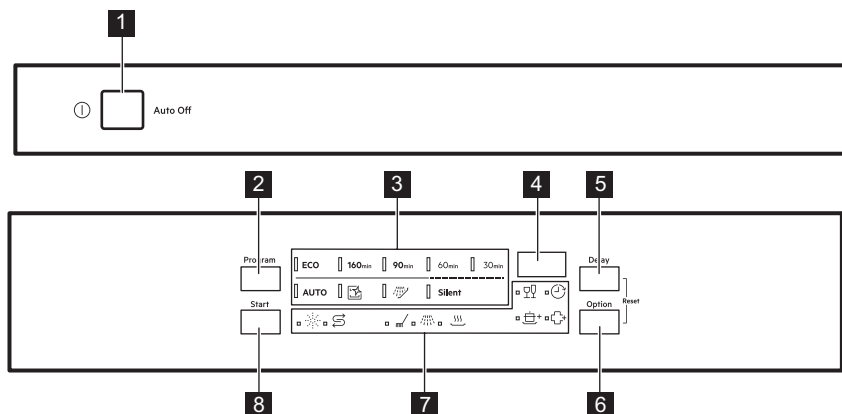 1
Auto Off
2 3 4 5
Program Delay
ECO 160min 90min 60min 30min
AUTO Silent
Start Option Reset
8 7 6